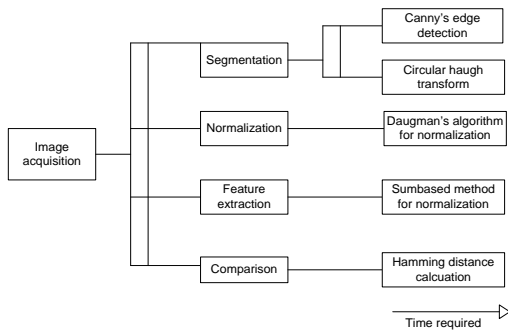 Image
acquisition
Segmentation
Canny's edge
detection
Circular haugh
transform
Normalization
Daugman's algorithm
for normalization
Feature
extraction
Sumbased method
for normalization
Comparison
Hamming distance
calcuation
Time required